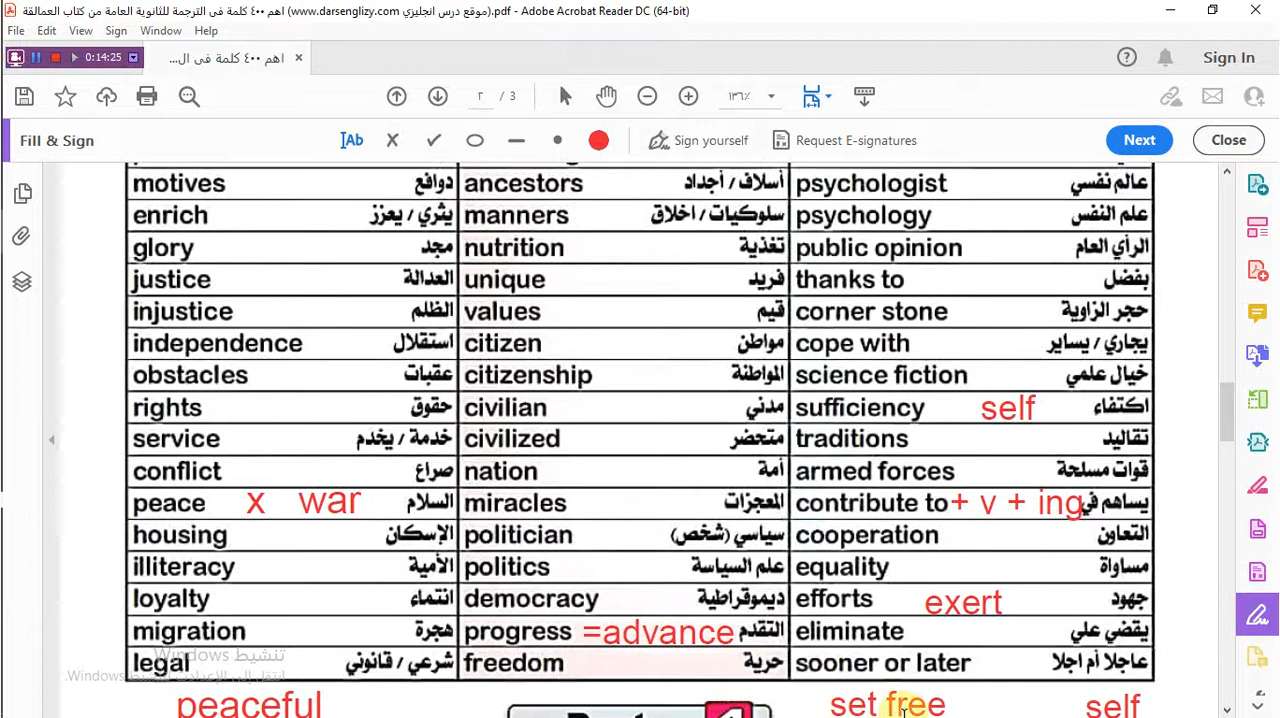 اهم ٤٠٠ كلمة فى الترجمة للثانوية العامة من كتاب العمالقة (موقع درس انجليزي www.darsenglizy.com).pdf - Adobe Acrobat Reader DC (64-bit)
File Edit View Sign Window Help
0:14:25 اهم ٤٠٠ كلمة فى ال... × Sign In
٢ / 3 ١٣٦٪
Fill & Sign Ab Sign yourself Request E-signatures Next Close
motives دوافع ancestors أسلاف / أجداد psychologist عالم نفسي
enrich يثري / يعزز manners سلوكيات / اخلاق psychology علم النفس
glory مجد nutrition تغذية public opinion الرأي العام
justice العدالة unique فريد thanks to بفضل
injustice الظلم values قيم corner stone حجر الزاوية
independence استقلال citizen مواطن cope with يجاري / يساير
obstacles عقبات citizenship المواطنة science fiction خيال علمي
rights حقوق civilian مدني sufficiency self اكتفاء
service خدمة / يخدم civilized متحضر traditions تقاليد
conflict صراع nation أمة armed forces قوات مسلحة
peace x war السلام miracles المعجزات contribute to + v + ing يساهم في
housing الإسكان politician سياسي (شخص) cooperation التعاون
illiteracy الأمية politics علم السياسة equality مساواة
loyalty انتماء democracy ديموقراطية efforts exert جهود
migration هجرة progress =advance التقدم eliminate يقضي علي
legal شرعي / قانوني freedom حرية sooner or later عاجلا أم اجلا
تنشيط Windows
انتقل إلى الإعدادات لتنشيط Windows.
peaceful set free self